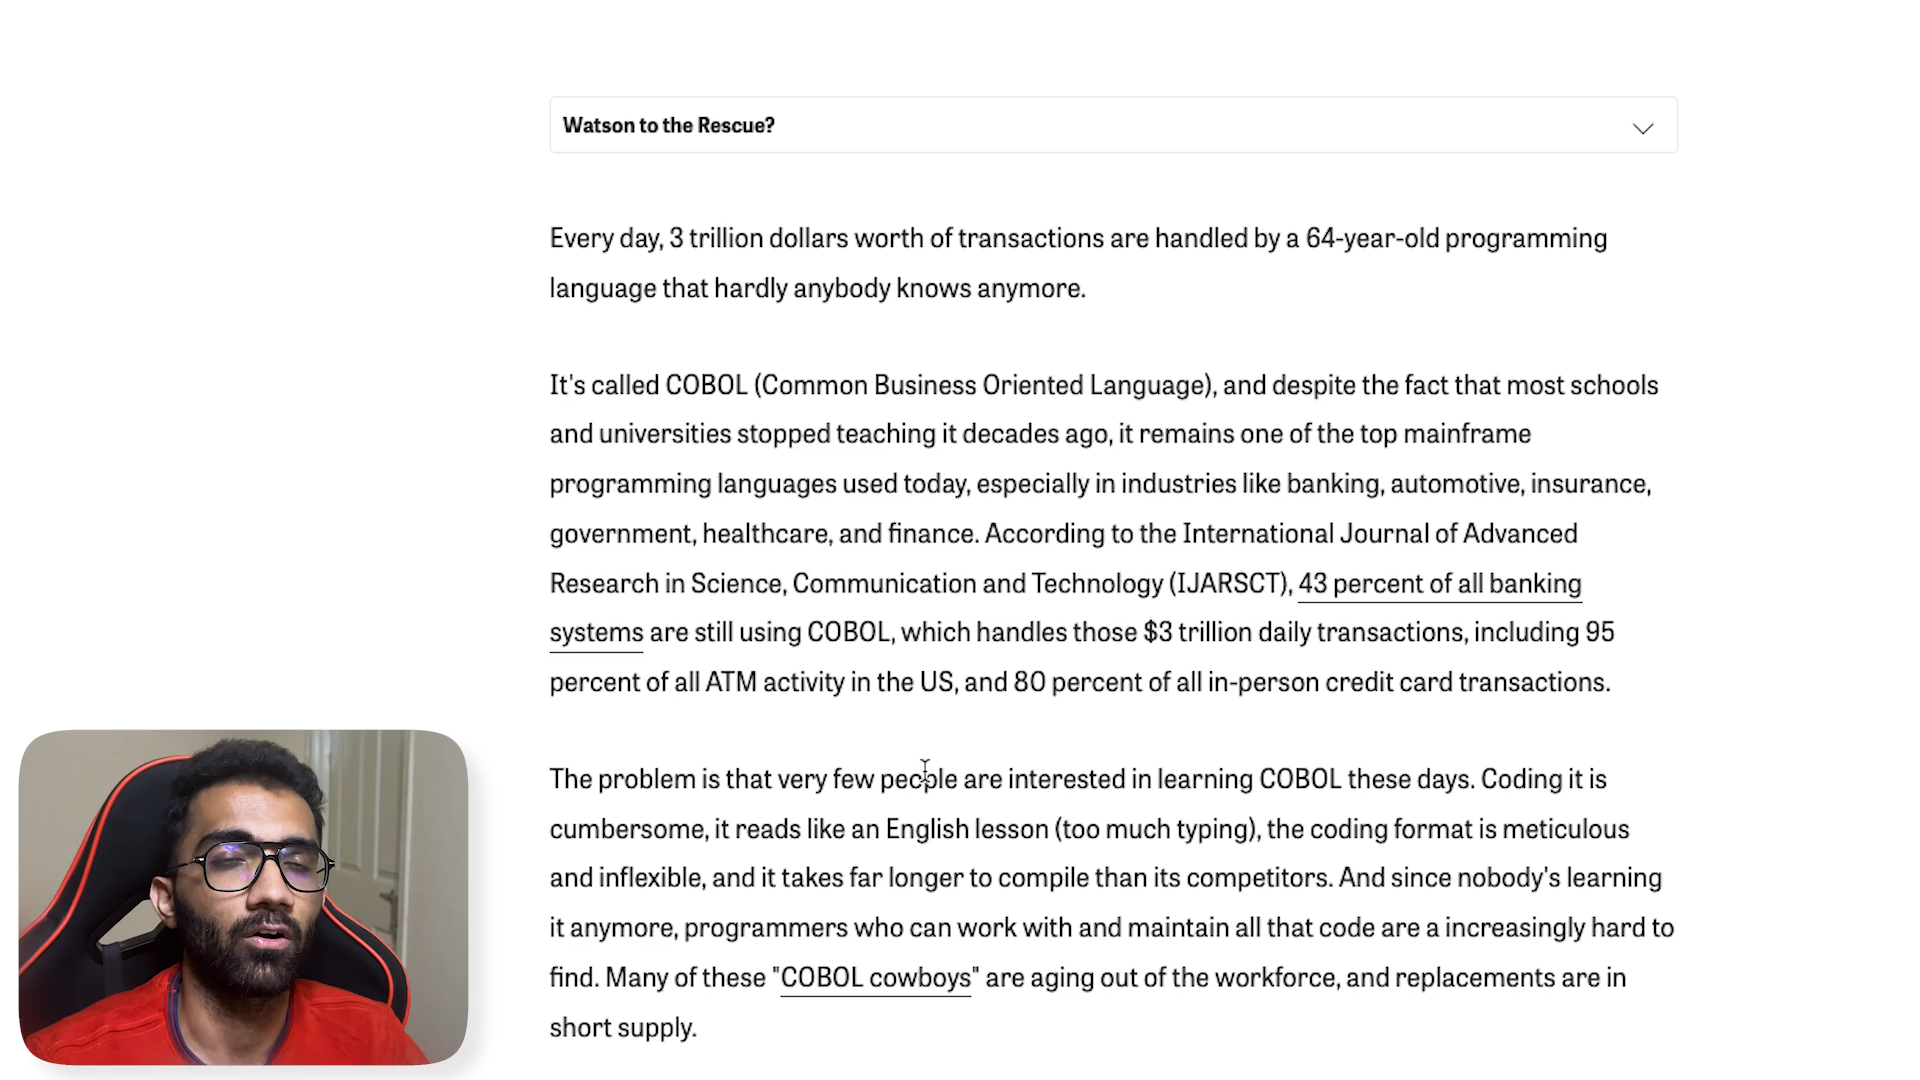 Watson to the Rescue?
Every day, 3 trillion dollars worth of transactions are handled by a 64-year-old programming
language that hardly anybody knows anymore.
It's called COBOL (Common Business Oriented Language), and despite the fact that most schools
and universities stopped teaching it decades ago, it remains one of the top mainframe
programming languages used today, especially in industries like banking, automotive, insurance,
government, healthcare, and finance. According to the International Journal of Advanced
Research in Science, Communication and Technology (IJARSCT), 43 percent of all banking
systems are still using COBOL, which handles those $3 trillion daily transactions, including 95
percent of all ATM activity in the US, and 80 percent of all in-person credit card transactions.
The problem is that very few people are interested in learning COBOL these days. Coding it is
cumbersome, it reads like an English lesson (too much typing), the coding format is meticulous
and inflexible, and it takes far longer to compile than its competitors. And since nobody's learning
it anymore, programmers who can work with and maintain all that code are a increasingly hard to
find. Many of these "COBOL cowboys" are aging out of the workforce, and replacements are in
short supply.